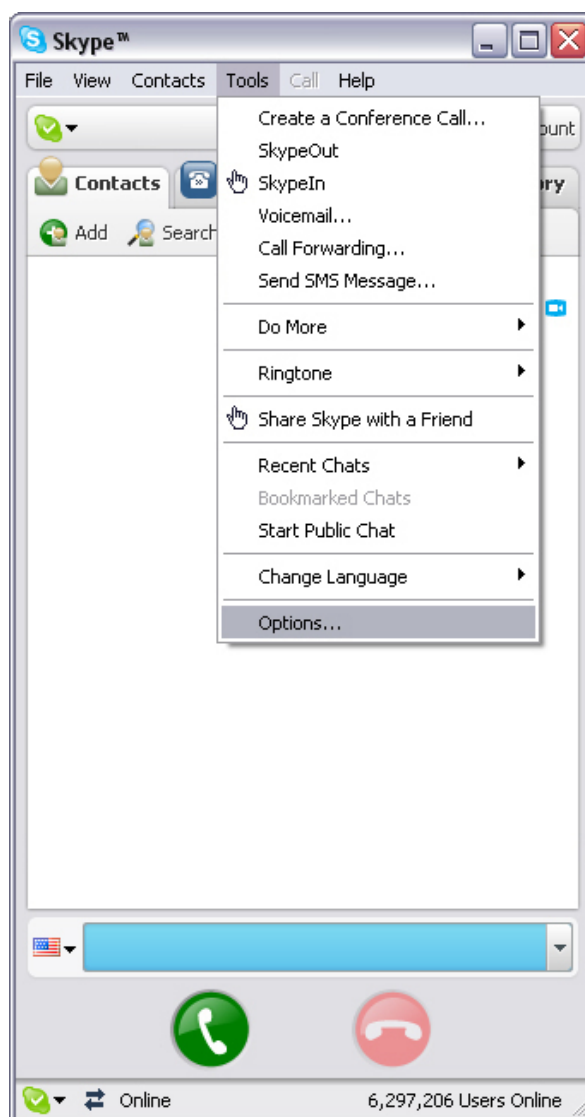 Skype™
File View Contacts Tools Call Help
Create a Conference Call...
SkypeOut
SkypeIn
Voicemail...
Call Forwarding...
Send SMS Message...
Do More
Ringtone
Share Skype with a Friend
Recent Chats
Bookmarked Chats
Start Public Chat
Change Language
Options...
Contacts
Add Search
Online 6,297,206 Users Online